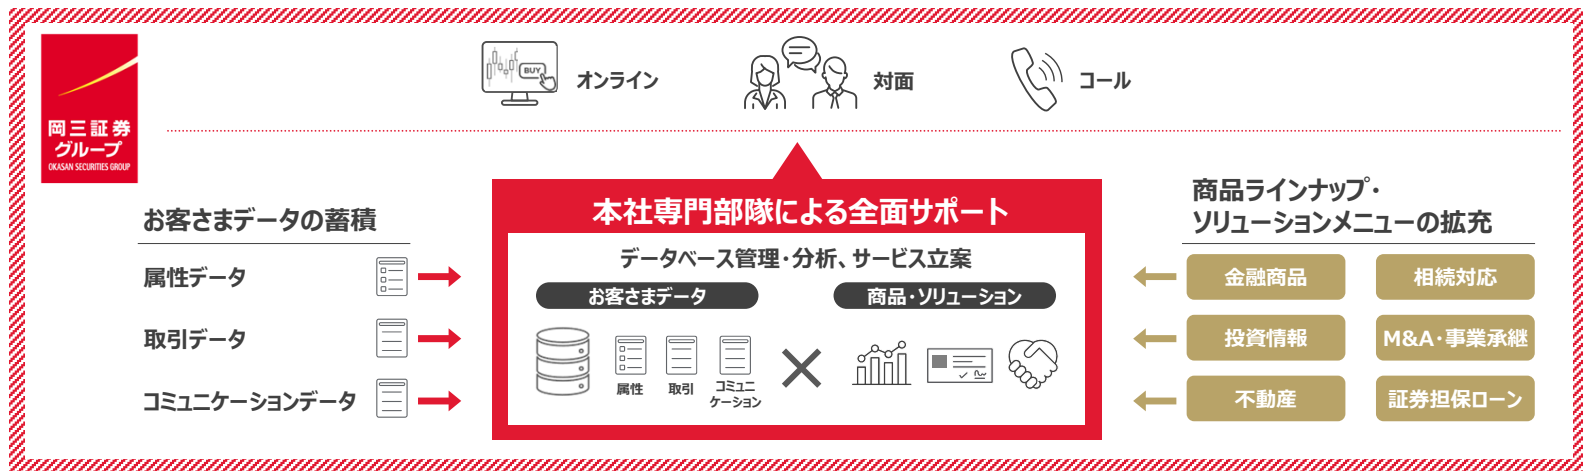 岡三証券
グループ
OKASAN SECURITIES GROUP
BUY
オンライン
対面
コール
お客さまデータの蓄積
属性データ
取引データ
コミュニケーションデータ
本社専門部隊による全面サポート
データベース管理・分析、サービス立案
お客さまデータ
商品・ソリューション
属性
取引
コミュニ
ケーション
商品ラインナップ・
ソリューションメニューの拡充
金融商品
相続対応
投資情報
M&A・事業承継
不動産
証券担保ローン